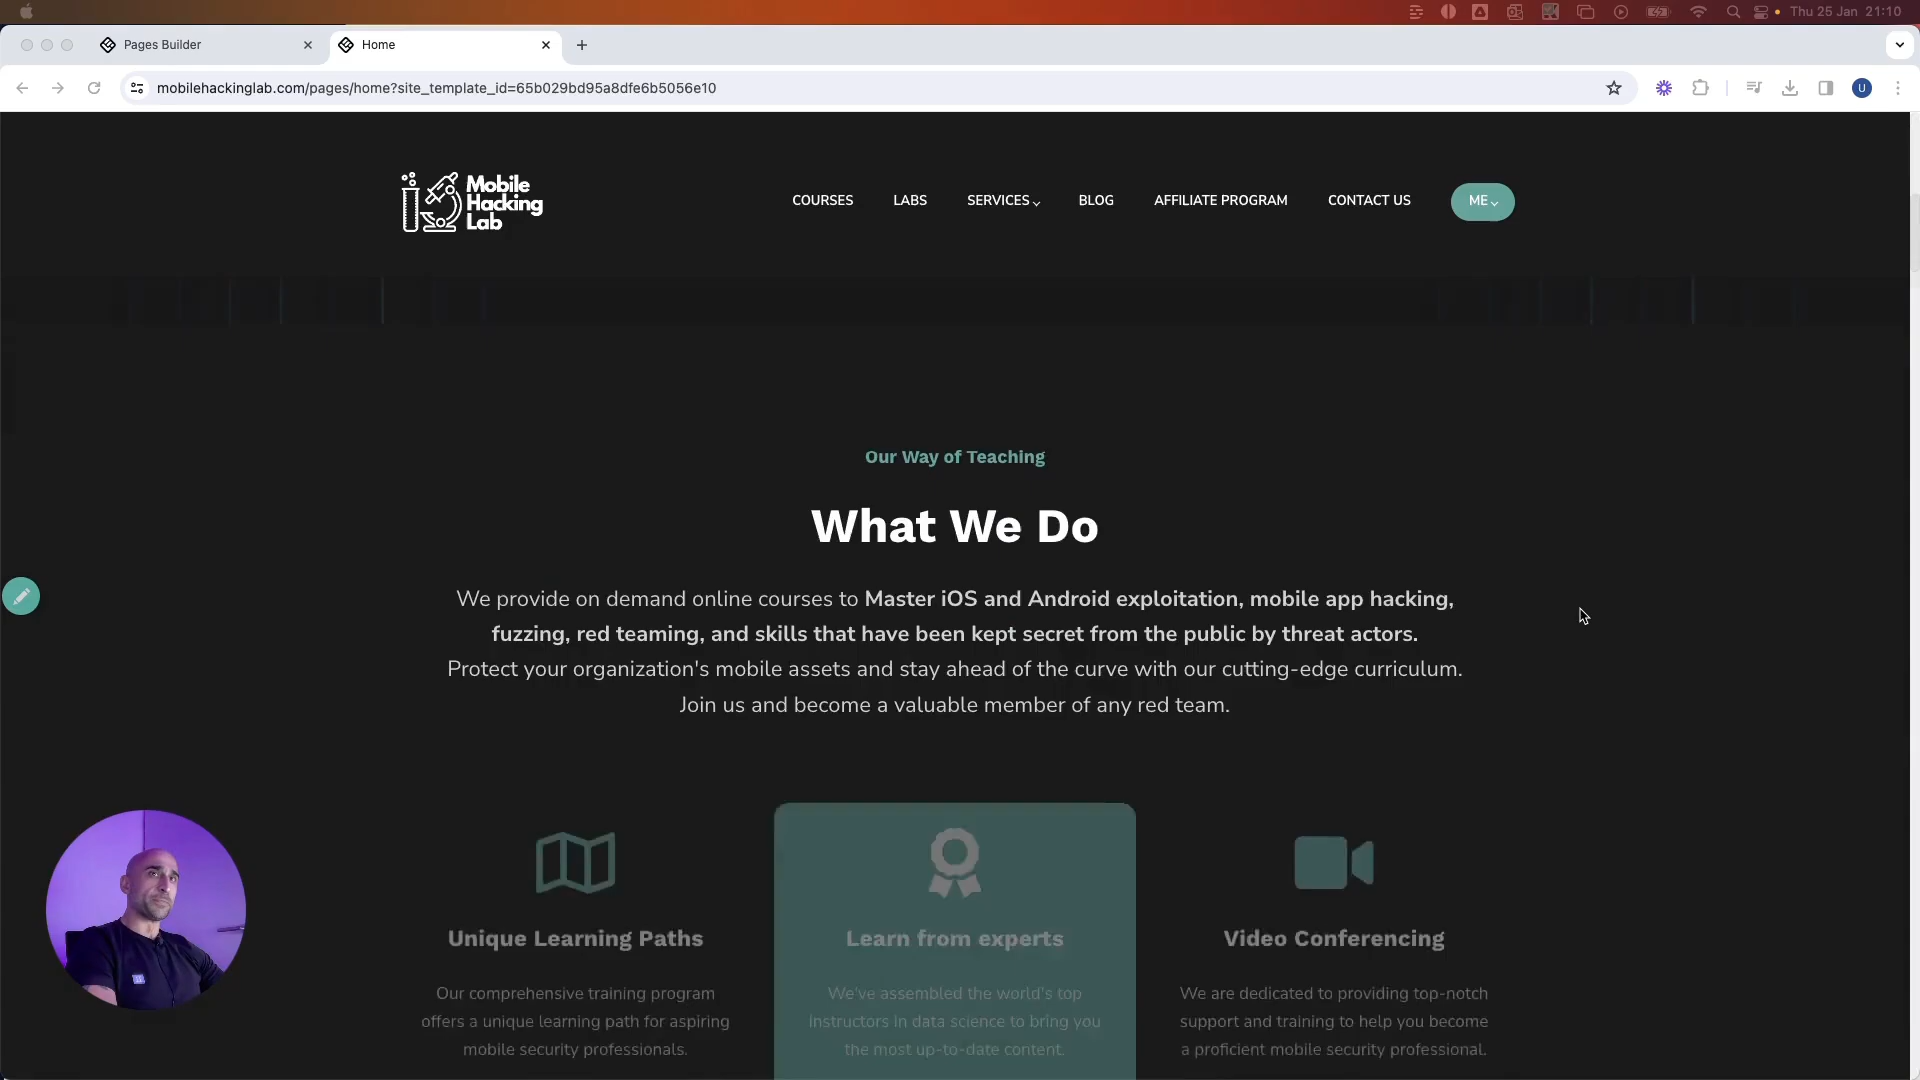 Thu 25 Jan 21:10
Pages Builder
Home
mobilehackinglab.com/pages/home?site_template_id=65b029bd95a8dfe6b5056e10
U
Mobile
Hacking
Lab
COURSES
LABS
SERVICES
BLOG
AFFILIATE PROGRAM
CONTACT US
ME
Our Way of Teaching
What We Do
We provide on demand online courses to Master iOS and Android exploitation, mobile app hacking,
fuzzing, red teaming, and skills that have been kept secret from the public by threat actors.
Protect your organization's mobile assets and stay ahead of the curve with our cutting-edge curriculum.
Join us and become a valuable member of any red team.
Unique Learning Paths
Our comprehensive training program
offers a unique learning path for aspiring
mobile security professionals.
Learn from experts
We've assembled the world's top
instructors in data science to bring you
the most up-to-date content.
Video Conferencing
We are dedicated to providing top-notch
support and training to help you become
a proficient mobile security professional.